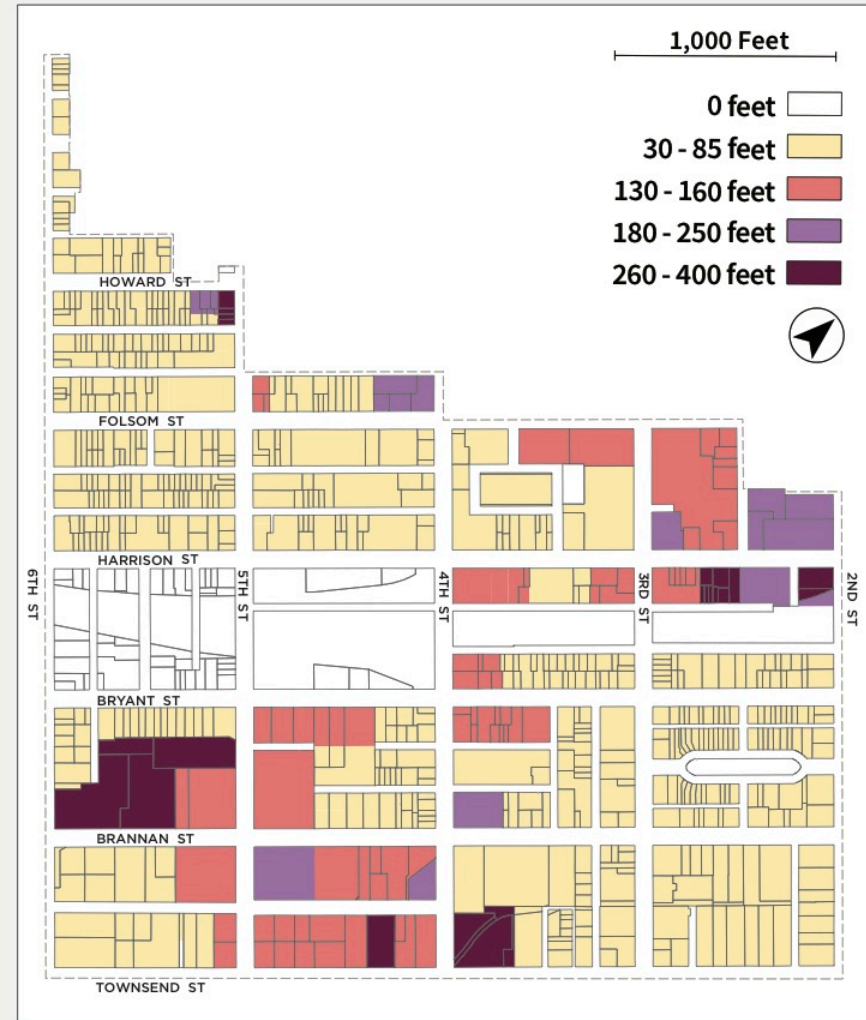 1,000 Feet
0 feet
30 - 85 feet
130 - 160 feet
180 - 250 feet
260 - 400 feet
HOWARD ST
FOLSOM ST
HARRISON ST
6TH ST
5TH ST
4TH ST
3RD ST
2ND ST
BRYANT ST
BRANNAN ST
TOWNSEND ST